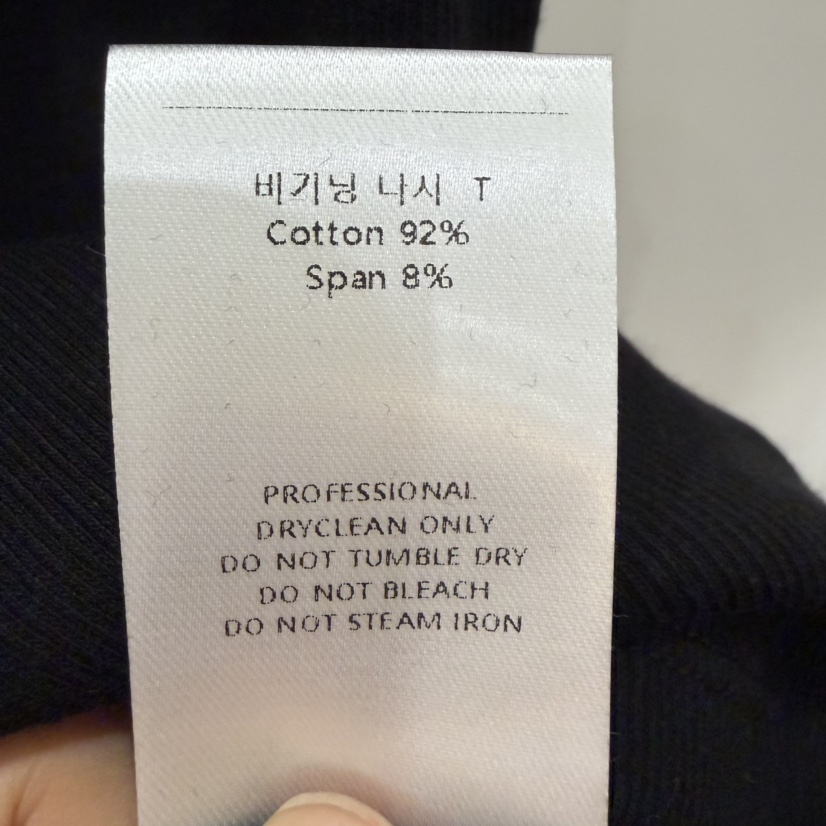 비기닝 나시 T
Cotton 92%
Span 8%
PROFESSIONAL
DRYCLEAN ONLY
DO NOT TUMBLE DRY
DO NOT BLEACH
DO NOT STEAM IRON